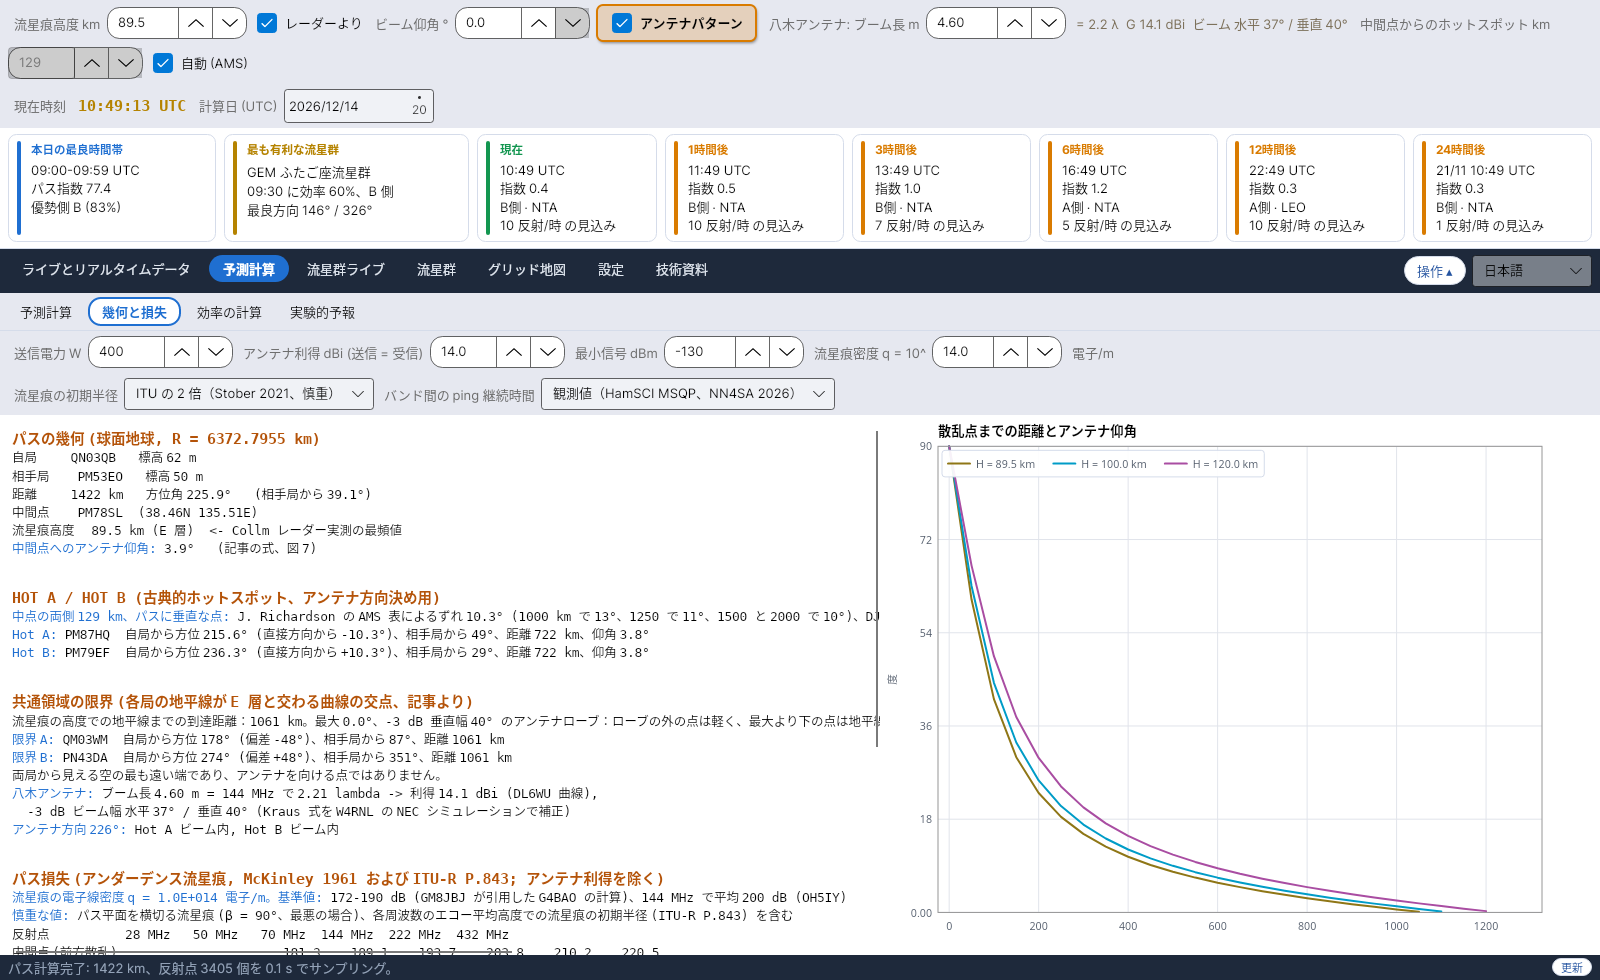 流星痕高度 km 89.5 レーダーより ビーム仰角 ° 0.0 アンテナパターン 八木アンテナ: ブーム長 m 4.60 = 2.2 λ G 14.1 dBi ビーム 水平 37° / 垂直 40° 中間点からのホットスポット km
129 自動 (AMS)
現在時刻 10:49:13 UTC 計算日 (UTC) 2026/12/14 20
本日の最良時間帯
09:00-09:59 UTC
パス指数 77.4
優勢側 B (83%)
最も有利な流星群
GEM ふたご座流星群
09:30 に効率 60%、B 側
最良方向 146° / 326°
現在
10:49 UTC
指数 0.4
B側 · NTA
10 反射/時 の見込み
1時間後
11:49 UTC
指数 0.5
B側 · NTA
10 反射/時 の見込み
3時間後
13:49 UTC
指数 1.0
B側 · NTA
7 反射/時 の見込み
6時間後
16:49 UTC
指数 1.2
A側 · NTA
5 反射/時 の見込み
12時間後
22:49 UTC
指数 0.3
A側 · LEO
10 反射/時 の見込み
24時間後
21/11 10:49 UTC
指数 0.3
B側 · NTA
1 反射/時 の見込み
ライブとリアルタイムデータ 予測計算 流星群ライブ 流星群 グリッド地図 設定 技術資料 操作 ▴ 日本語
予測計算 幾何と損失 効率の計算 実験的予報
送信電力 W 400 アンテナ利得 dBi (送信 = 受信) 14.0 最小信号 dBm -130 流星痕密度 q = 10^ 14.0 電子/m
流星痕の初期半径 ITU の 2 倍（Stober 2021、慎重） バンド間の ping 継続時間 観測値（HamSCI MSQP、NN4SA 2026）
パスの幾何 (球面地球, R = 6372.7955 km)
自局 QN03QB 標高 62 m
相手局 PM53EO 標高 50 m
距離 1422 km 方位角 225.9° (相手局から 39.1°)
中間点 PM78SL (38.46N 135.51E)
流星痕高度 89.5 km (E 層) <- Collm レーダー実測の最頻値
中間点へのアンテナ仰角: 3.9° (記事の式、図 7)
HOT A / HOT B (古典的ホットスポット、アンテナ方向決め用)
中点の両側 129 km、パスに垂直な点: J. Richardson の AMS 表によるずれ 10.3° (1000 km で 13°、1250 で 11°、1500 と 2000 で 10°)、DJ
Hot A: PM87HQ 自局から方位 215.6° (直接方向から -10.3°)、相手局から 49°、距離 722 km、仰角 3.8°
Hot B: PM79EF 自局から方位 236.3° (直接方向から +10.3°)、相手局から 29°、距離 722 km、仰角 3.8°
共通領域の限界 (各局の地平線が E 層と交わる曲線の交点、記事より)
流星痕の高度での地平線までの到達距離：1061 km。最大 0.0°、-3 dB 垂直幅 40° のアンテナローブ：ローブの外の点は軽く、最大より下の点は地平
限界 A: QM03WM 自局から方位 178° (偏差 -48°)、相手局から 87°、距離 1061 km
限界 B: PN43DA 自局から方位 274° (偏差 +48°)、相手局から 351°、距離 1061 km
両局から見える空の最も遠い端であり、アンテナを向ける点ではありません。
八木アンテナ: ブーム長 4.60 m = 144 MHz で 2.21 lambda -> 利得 14.1 dBi (DL6WU 曲線),
-3 dB ビーム幅 水平 37° / 垂直 40° (Kraus 式を W4RNL の NEC シミュレーションで補正)
アンテナ方向 226°: Hot A ビーム内, Hot B ビーム内
パス損失 (アンダーデンス流星痕, McKinley 1961 および ITU-R P.843; アンテナ利得を除く)
流星痕の電子線密度 q = 1.0E+014 電子/m。基準値: 172-190 dB (GM8JBJ が引用した G4BAO の計算)、144 MHz で平均 200 dB (OH5IY)
慎重な値: パス平面を横切る流星痕 (β = 90°、最悪の場合)、各周波数のエコー平均高度での流星痕の初期半径 (ITU-R P.843) を含む
反射点 28 MHz 50 MHz 70 MHz 144 MHz 222 MHz 432 MHz
中間点 (前方散乱) 181.3 189.1 193.7 203.8 210.2 220.5
散乱点までの距離とアンテナ仰角
H = 89.5 km H = 100.0 km H = 120.0 km
90
72
54
36
18
0.00
度
0 200 400 600 800 1000 1200
パス計算完了: 1422 km、反射点 3405 個を 0.1 s でサンプリング。 更新